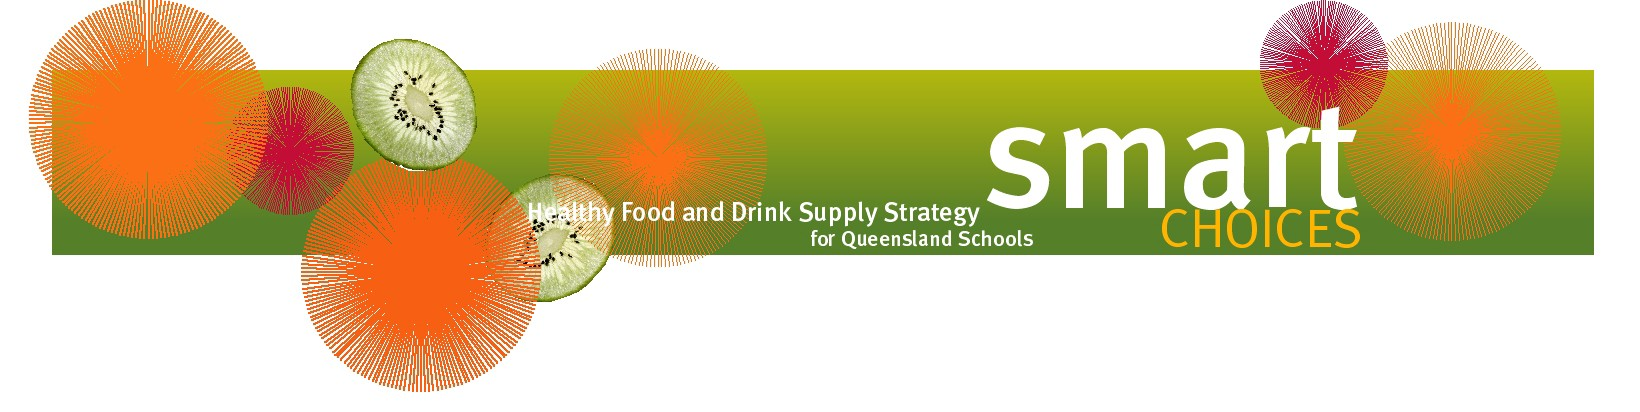 smart
CHOICES
Healthy Food and Drink Supply Strategy
for Queensland Schools